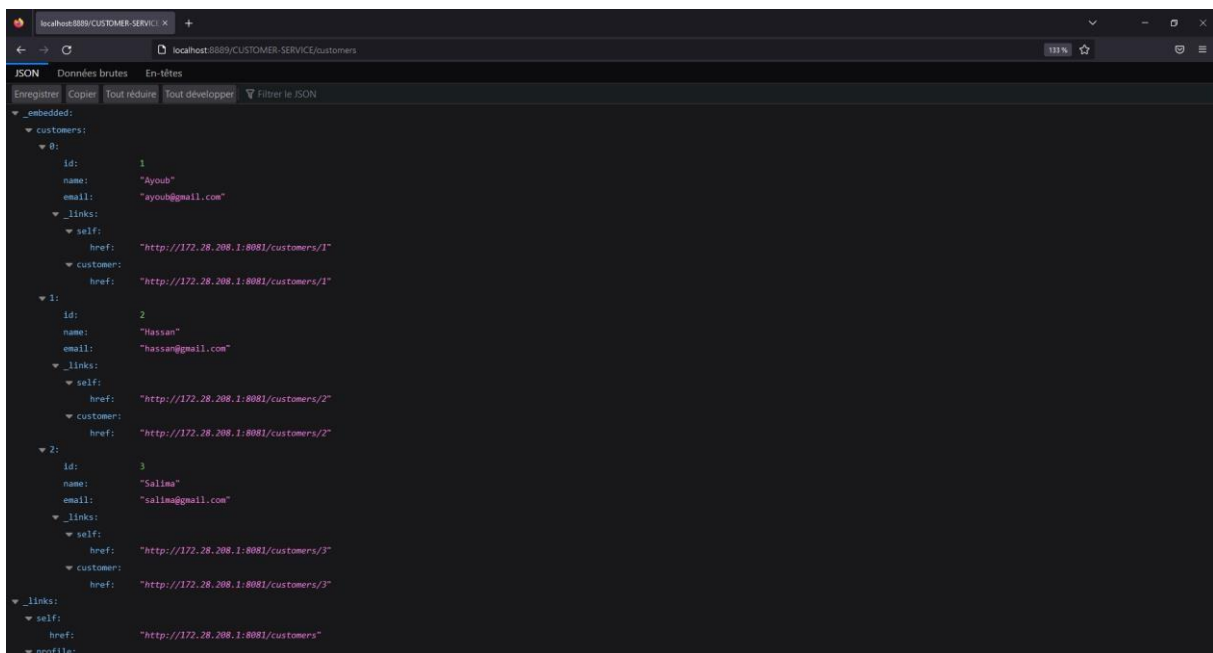 localhost:8889/CUSTOMER-SERVICE
localhost:8889/CUSTOMER-SERVICE/customers
133%
JSON Données brutes En-têtes
Enregistrer Copier Tout réduire Tout développer Filtrer le JSON
_embedded:
customers:
0:
id: 1
name: "Ayoub"
email: "ayoub@gmail.com"
_links:
self:
href: "http://172.28.208.1:8081/customers/1"
customer:
href: "http://172.28.208.1:8081/customers/1"
1:
id: 2
name: "Hassan"
email: "hassan@gmail.com"
_links:
self:
href: "http://172.28.208.1:8081/customers/2"
customer:
href: "http://172.28.208.1:8081/customers/2"
2:
id: 3
name: "Salima"
email: "salima@gmail.com"
_links:
self:
href: "http://172.28.208.1:8081/customers/3"
customer:
href: "http://172.28.208.1:8081/customers/3"
_links:
self:
href: "http://172.28.208.1:8081/customers"
profile: